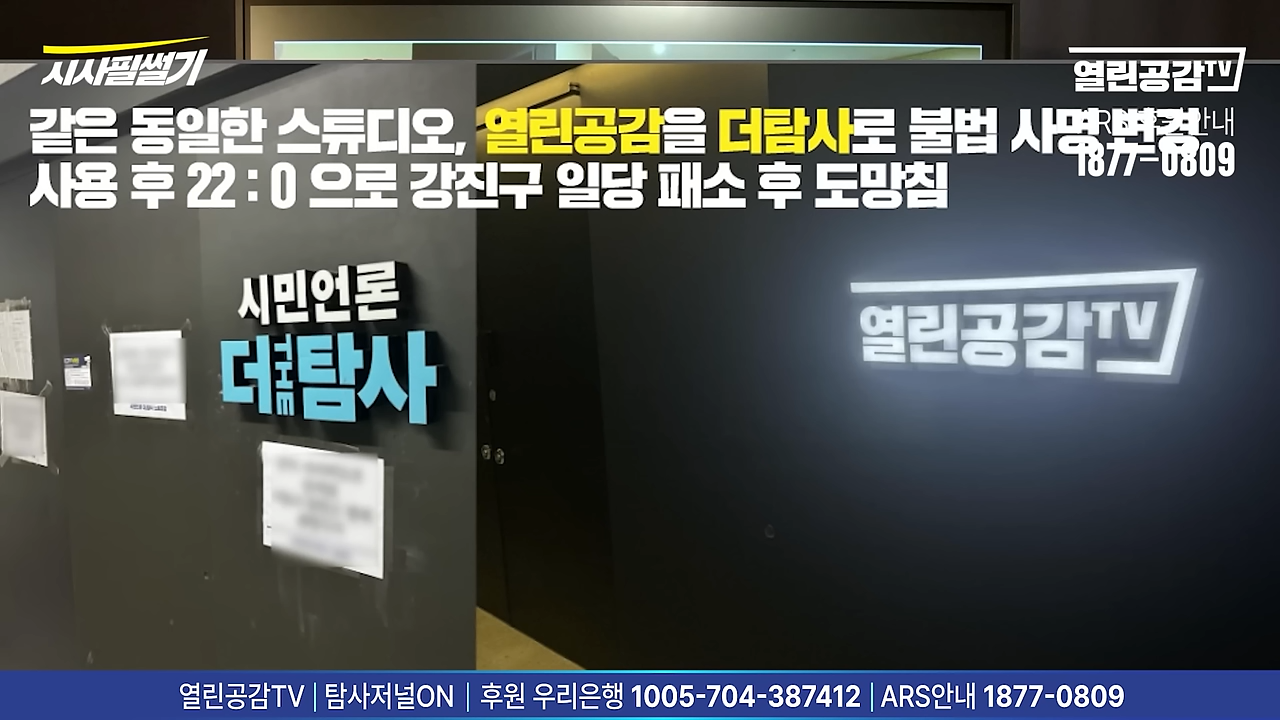 시사필썰기
열린공감TV
ARS후원안내
1877-0809
같은 동일한 스튜디오, 열린공감을 더탐사로 불법 사명 변경
사용 후 22 : 0 으로 강진구 일당 패소 후 도망침
시민언론
더탐사
THE
열린공감TV
열린공감TV | 탐사저널ON | 후원 우리은행 1005-704-387412 | ARS안내 1877-0809